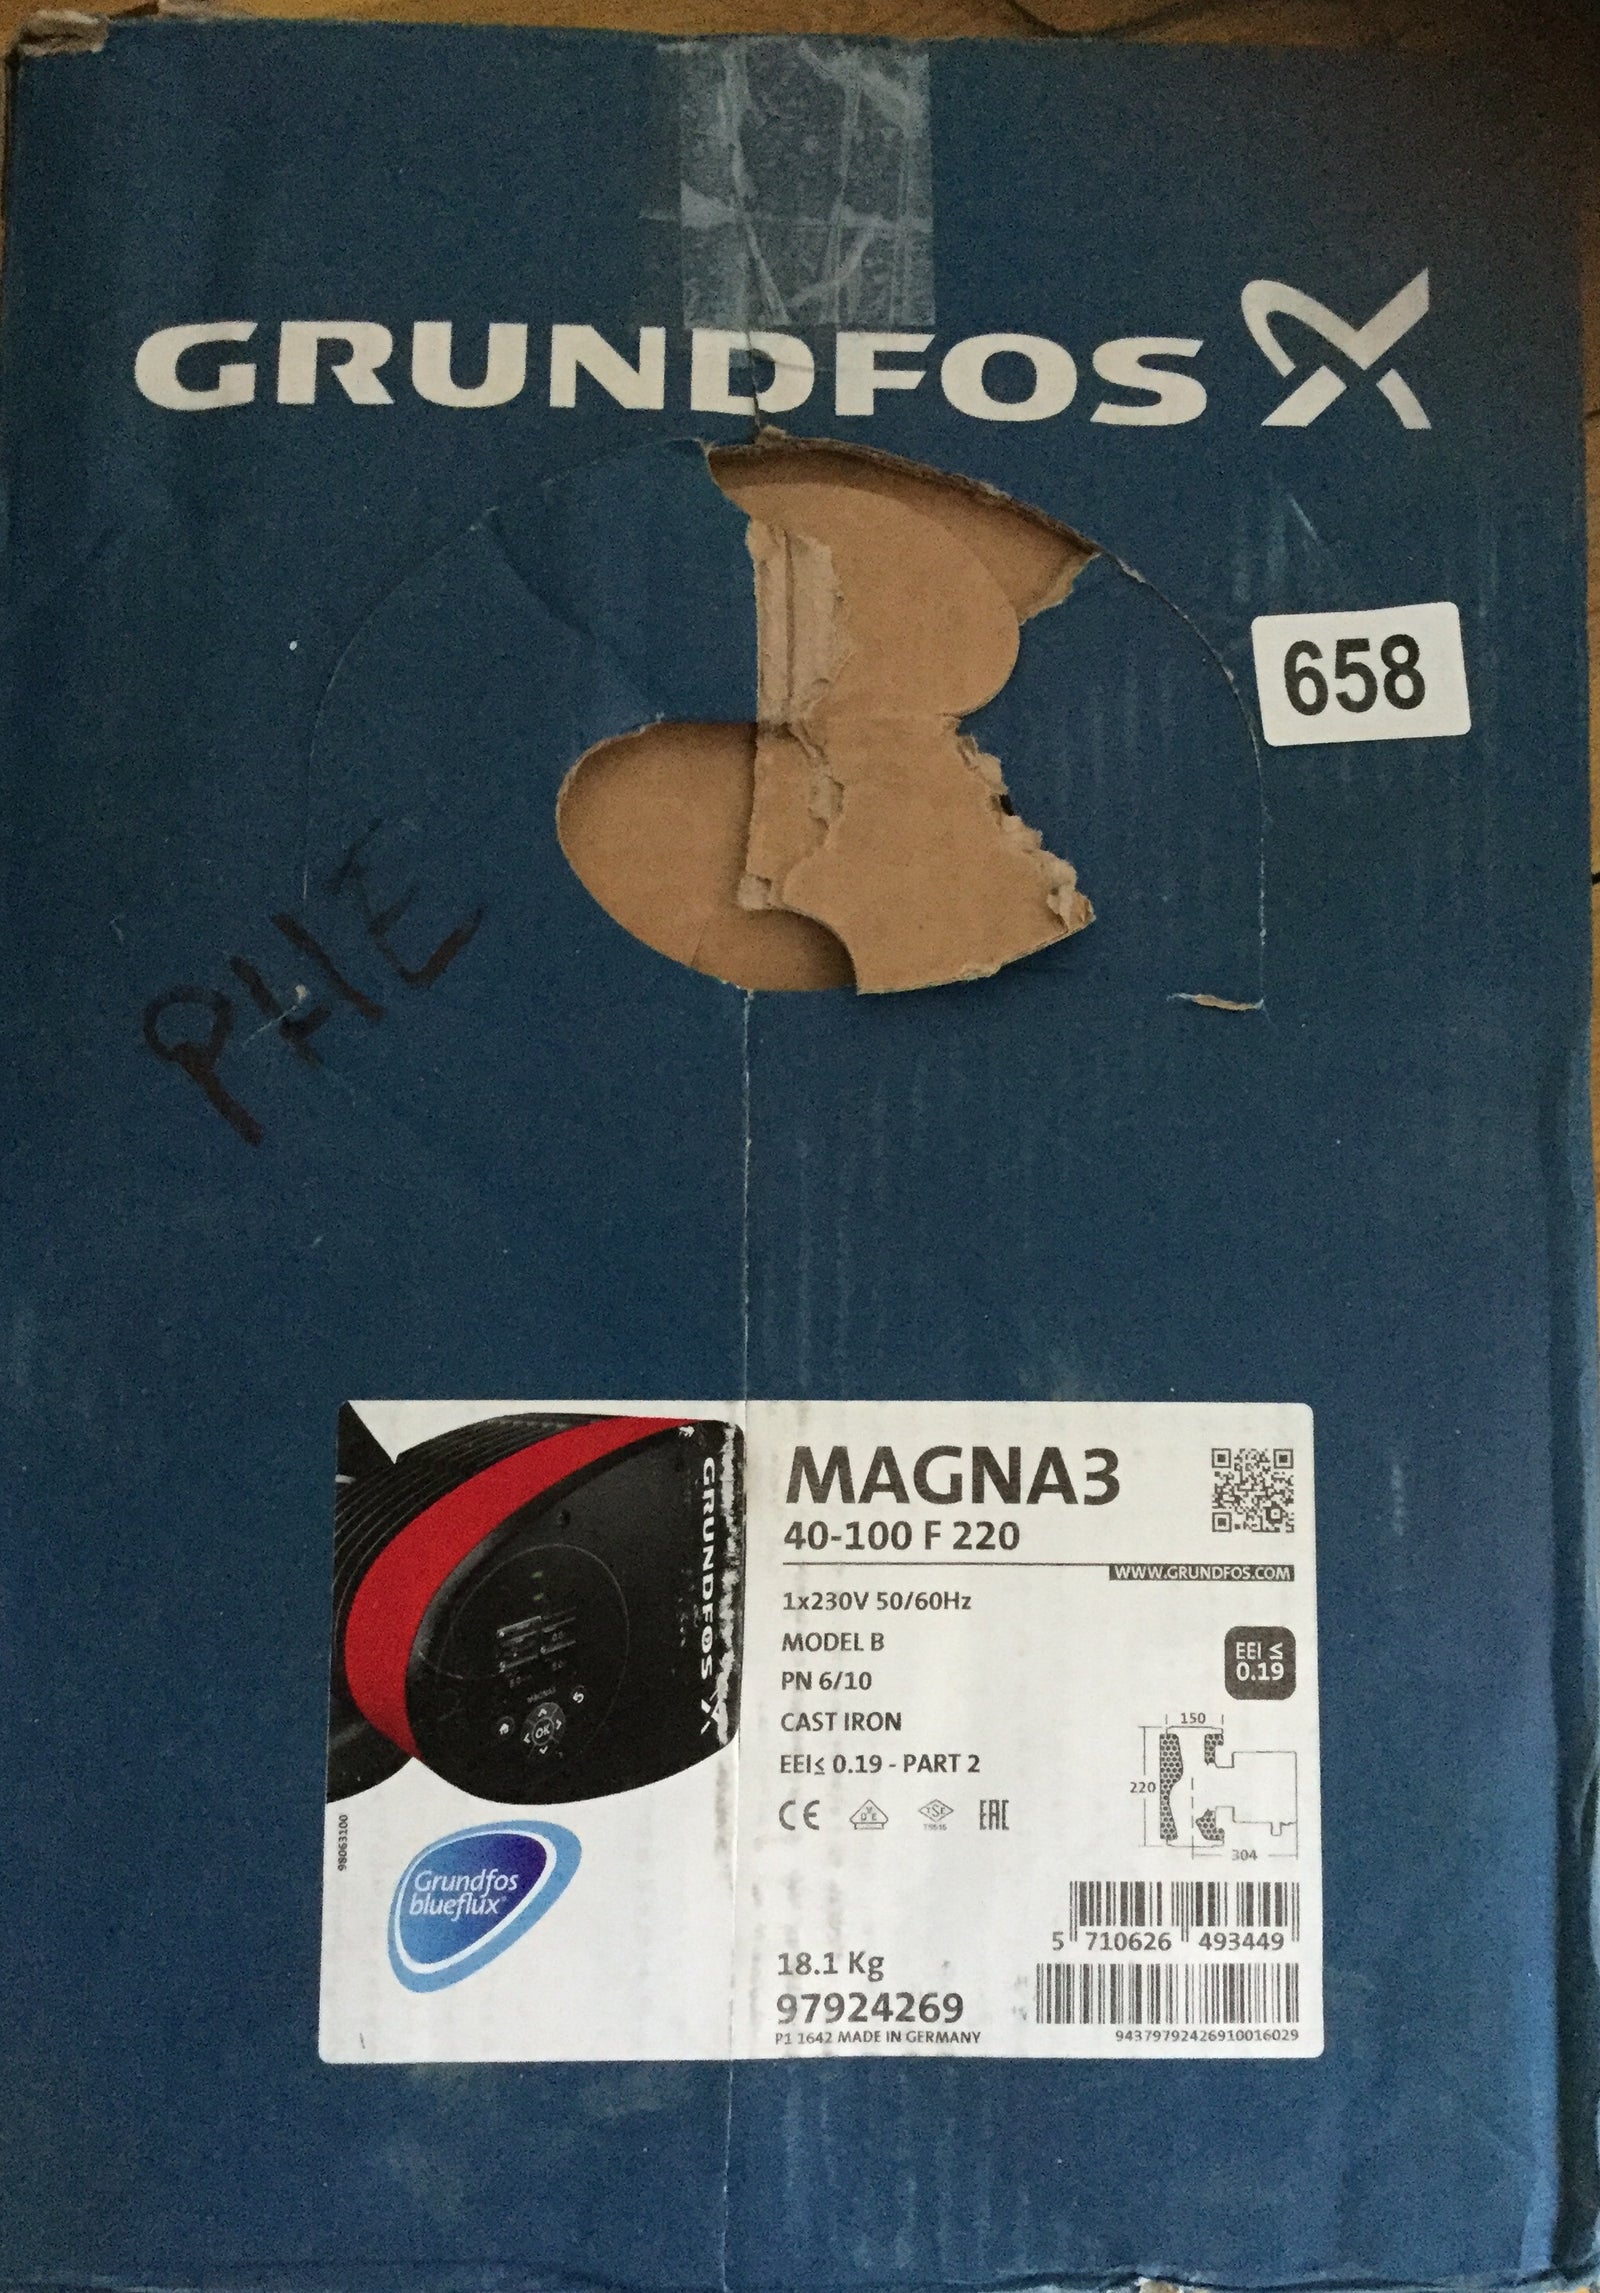 GRUNDFOS
658
PHE
MAGNA3
40-100 F 220
WWW.GRUNDFOS.COM
1x230V 50/60Hz
MODEL B
PN 6/10
CAST IRON
EEI≤ 0.19 - PART 2
EEI ≤
0.19
CE
EAC
150
220
304
GRUNDFOS
OK
98063100
Grundfos
blueflux®
5 710626 493449
18.1 Kg
97924269
P1 1642 MADE IN GERMANY
94379792426910016029